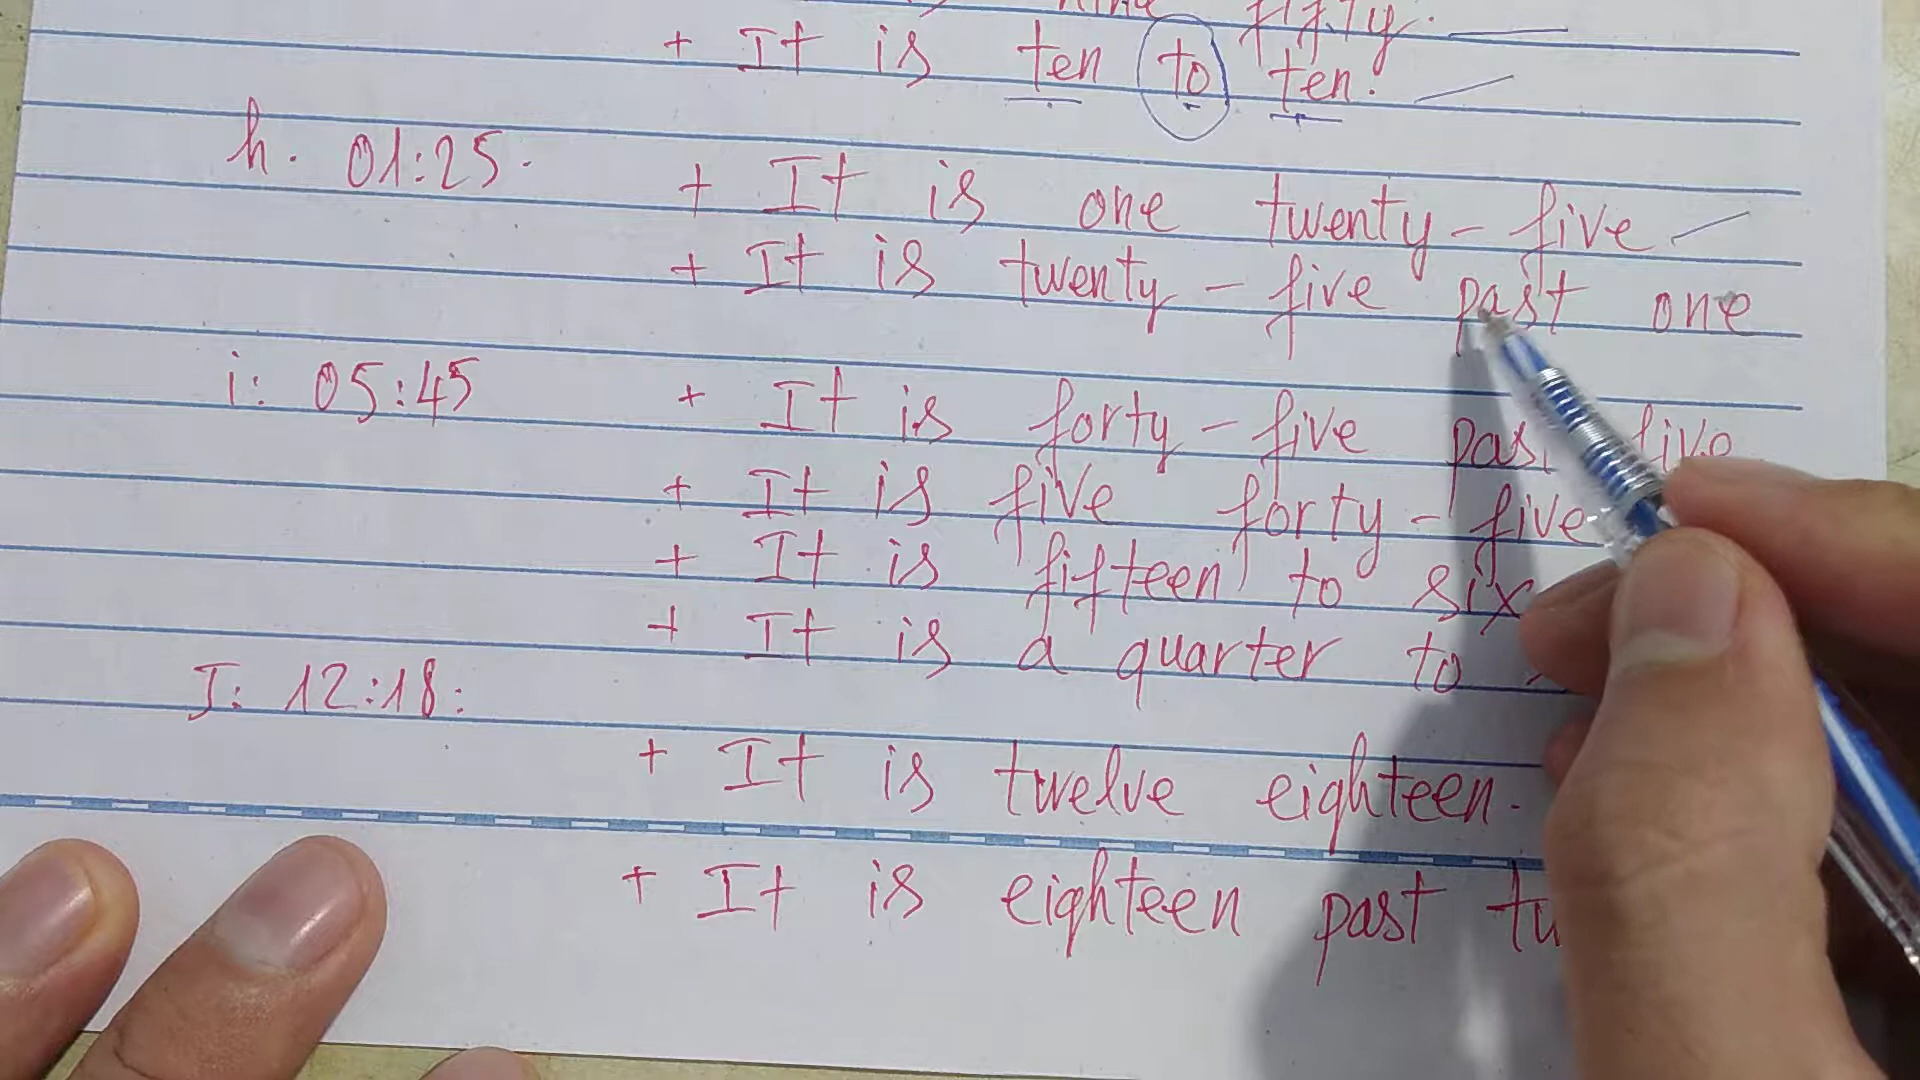 fifty.
+ It is ten to ten.
h. 01:25. + It is one twenty-five
+ It is twenty-five past one
i: 05:45 + It is forty-five past five
+ It is five forty-five
+ It is fifteen to six
+ It is a quarter to
J: 12:18:
+ It is twelve eighteen.
+ It is eighteen past